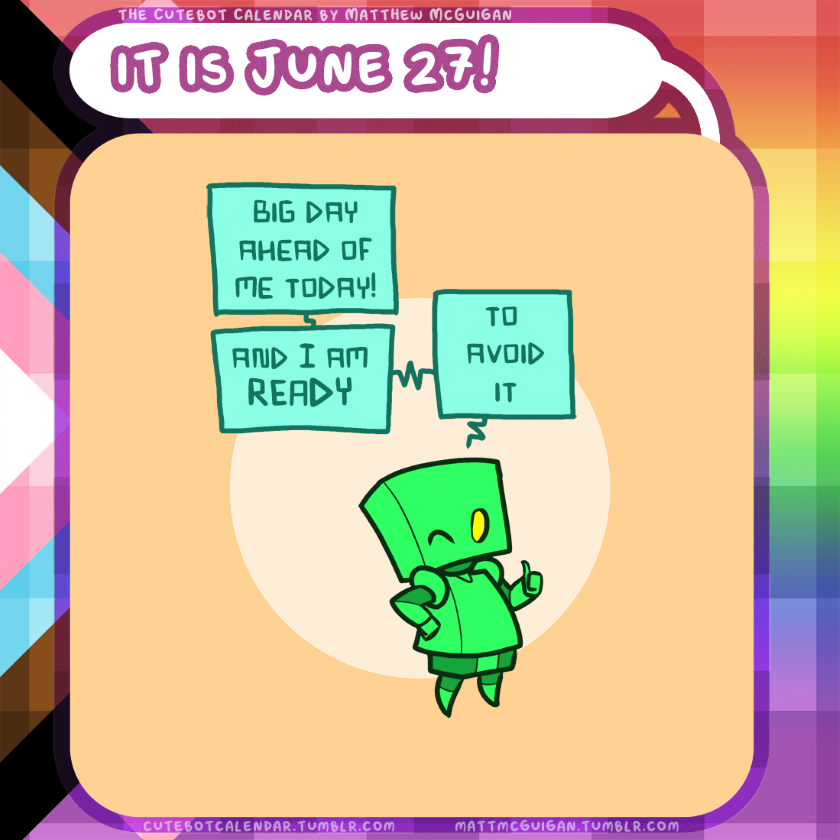 THE CUTEBOT CALENDAR BY MATTHEW MCGUIGAN
IT IS JUNE 27!
BIG DAY
AHEAD OF
ME TODAY!
AND I AM
READY
TO
AVOID
IT
CUTEBOTCALENDAR.TUMBLR.COM
MATTMCGUIGAN.TUMBLR.COM